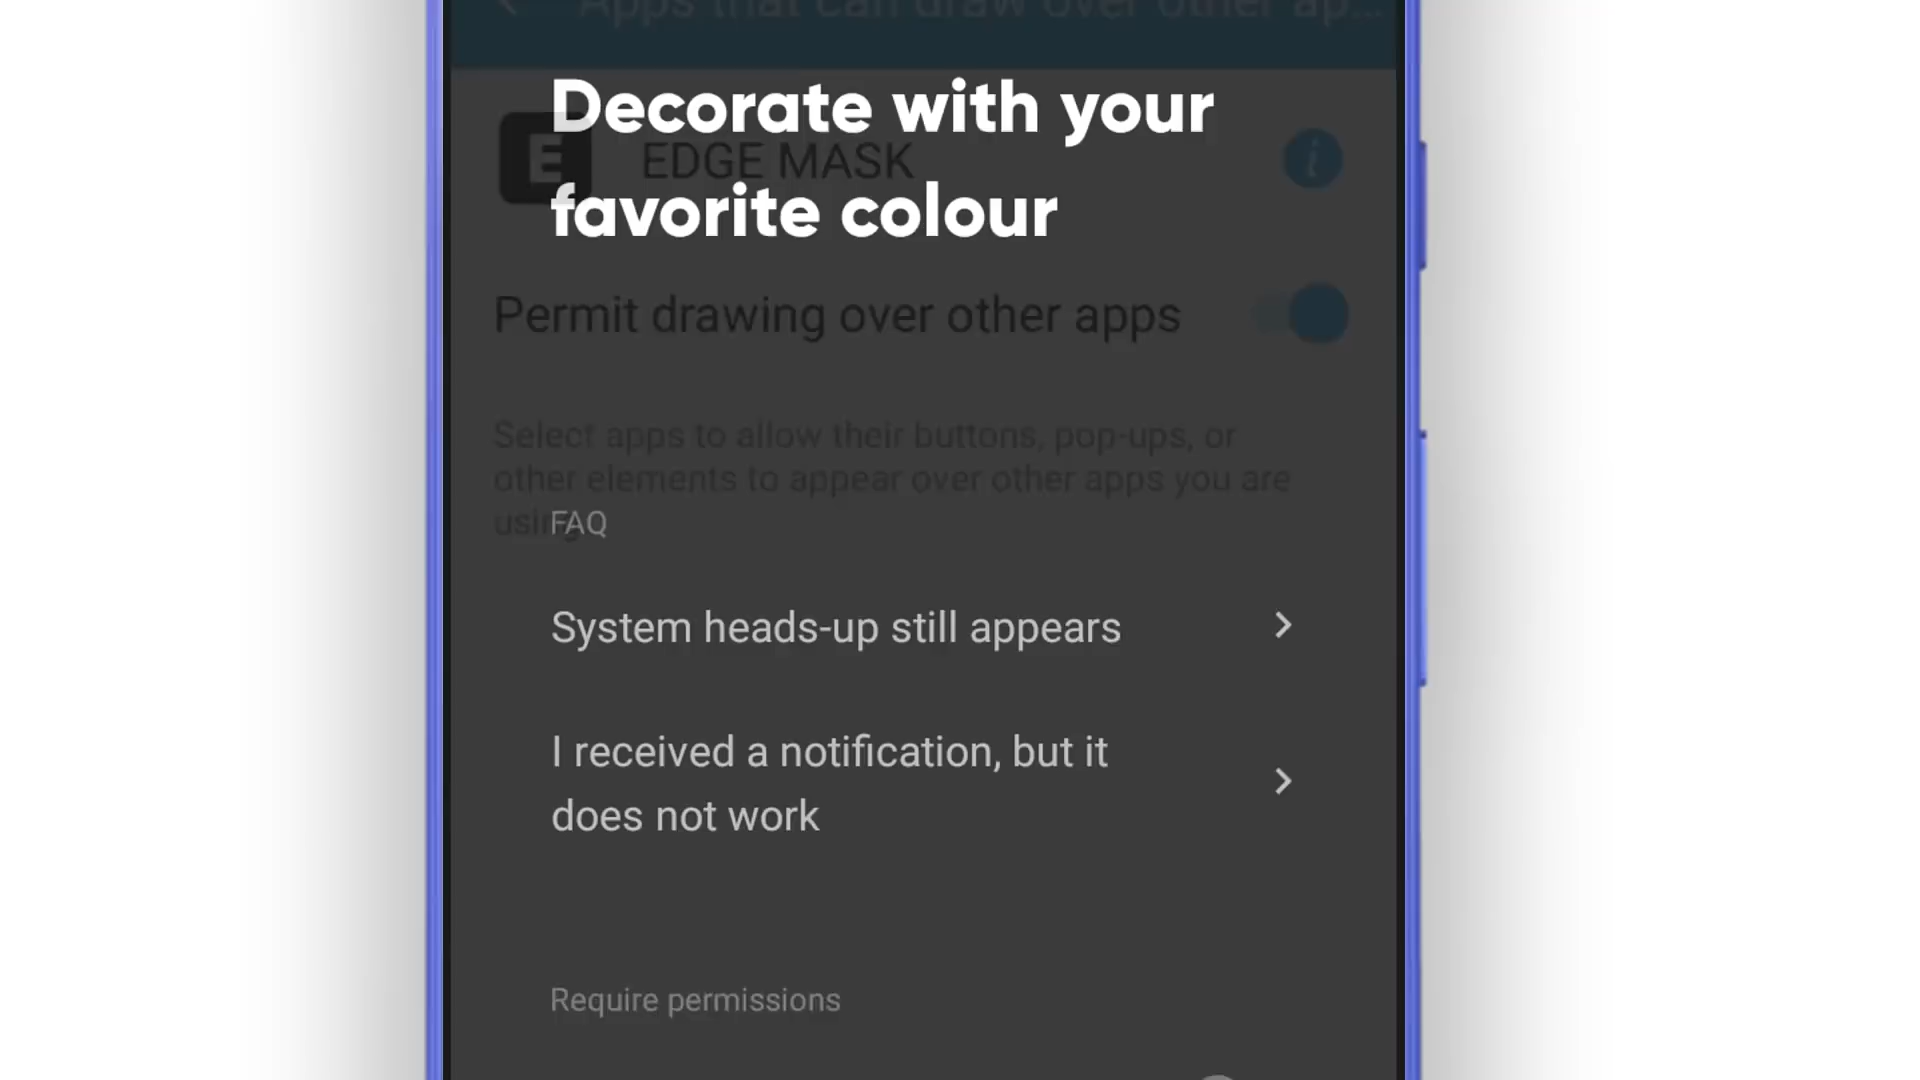 Apps that can draw over other ap...
Decorate with your
E
EDGE MASK
favorite colour
Permit drawing over other apps
Select apps to allow their buttons, pop-ups, or
other elements to appear over other apps you are
FAQ
System heads-up still appears
I received a notification, but it
does not work
Require permissions